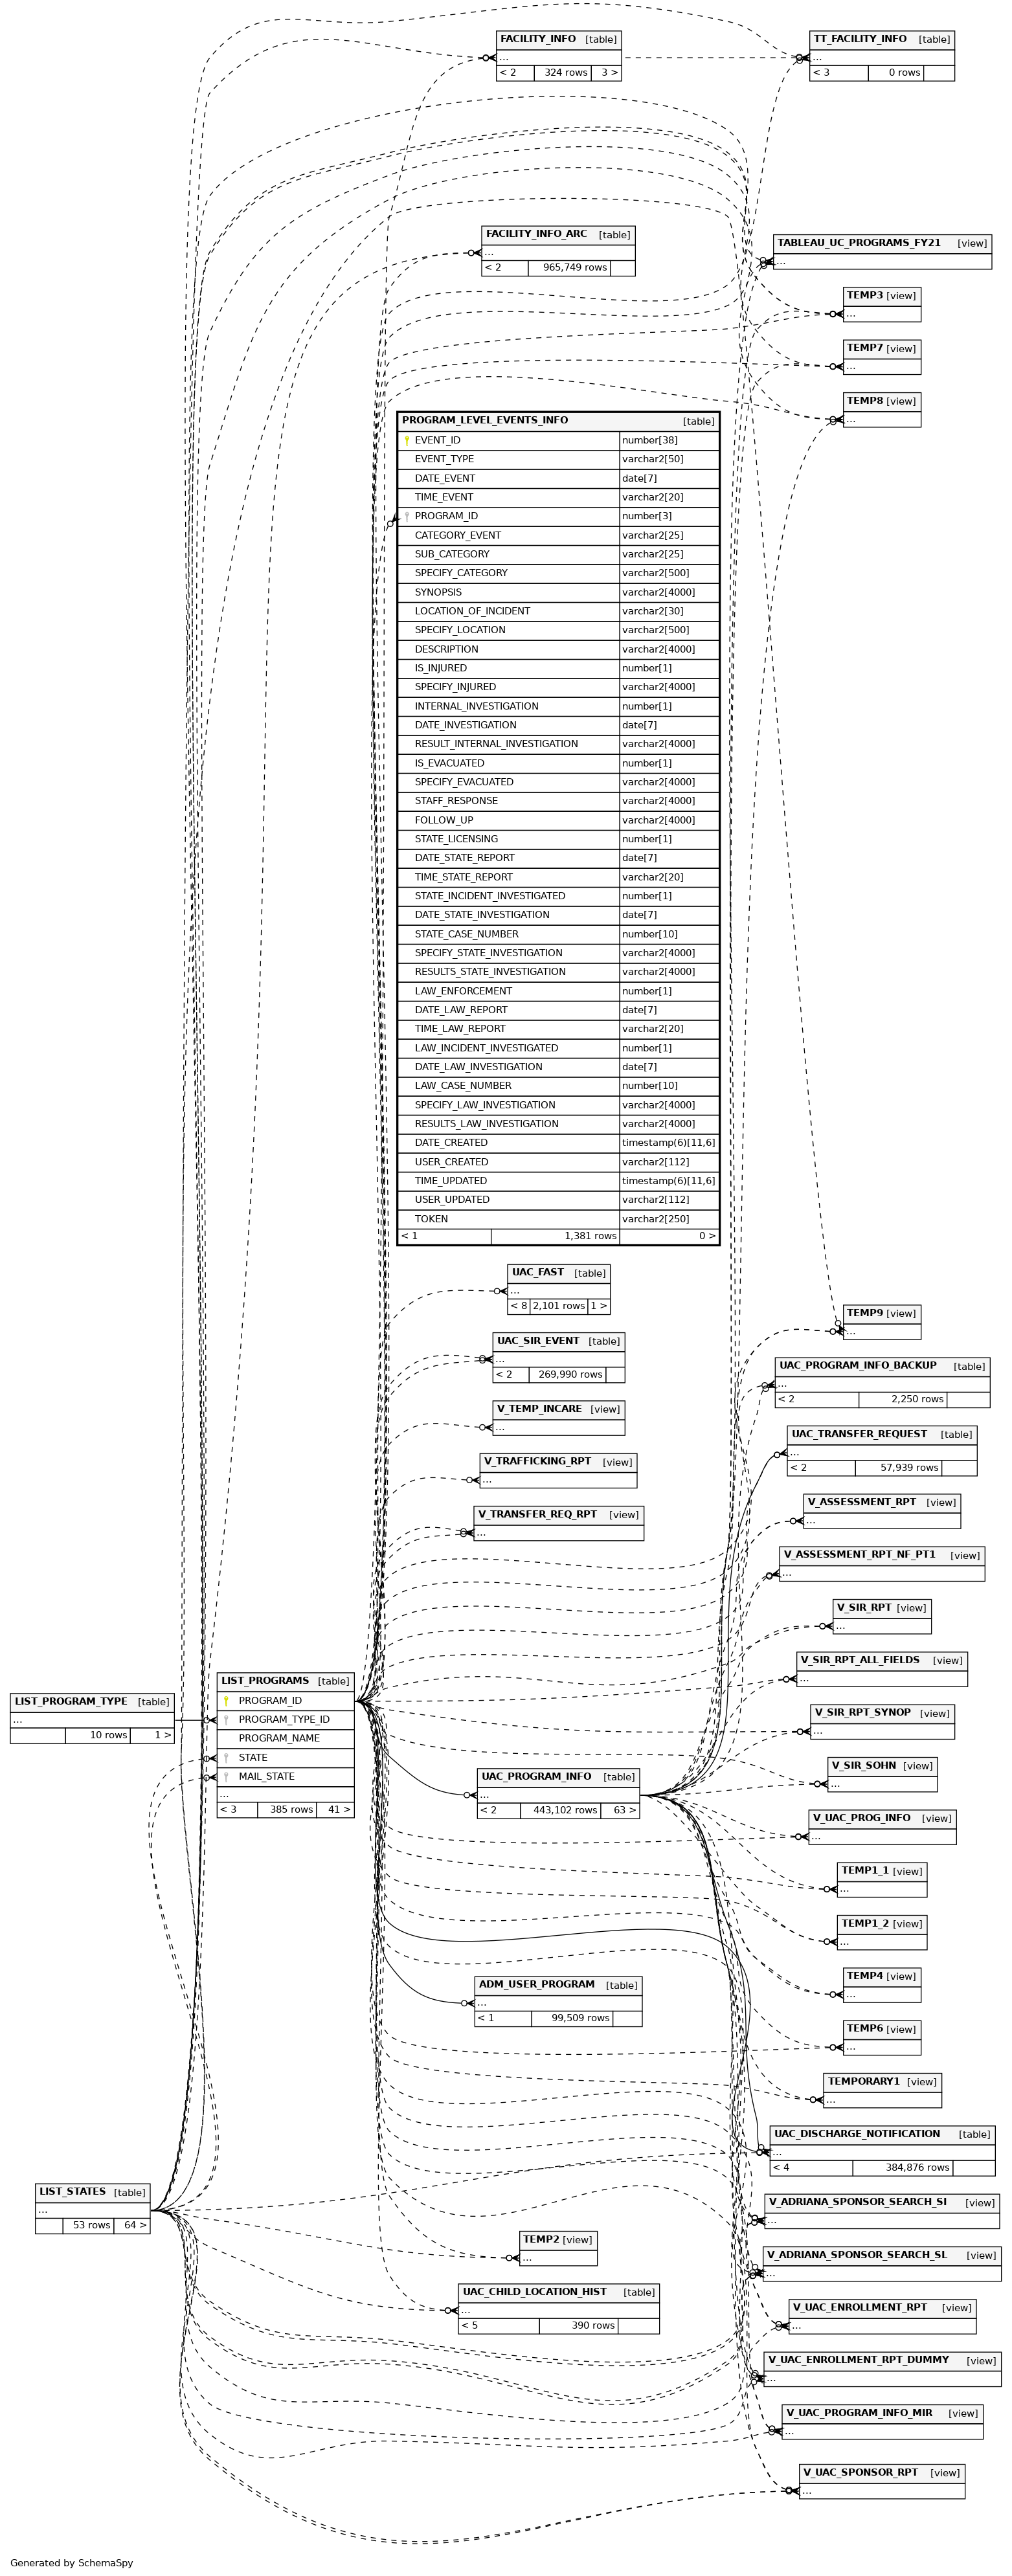 FACILITY_INFO [table]
...
< 2 324 rows 3 >
TT_FACILITY_INFO [table]
...
< 3 0 rows
FACILITY_INFO_ARC [table]
...
< 2 965,749 rows
TABLEAU_UC_PROGRAMS_FY21 [view]
...
TEMP3 [view]
...
TEMP7 [view]
...
TEMP8 [view]
...
PROGRAM_LEVEL_EVENTS_INFO [table]
EVENT_ID number[38]
EVENT_TYPE varchar2[50]
DATE_EVENT date[7]
TIME_EVENT varchar2[20]
PROGRAM_ID number[3]
CATEGORY_EVENT varchar2[25]
SUB_CATEGORY varchar2[25]
SPECIFY_CATEGORY varchar2[500]
SYNOPSIS varchar2[4000]
LOCATION_OF_INCIDENT varchar2[30]
SPECIFY_LOCATION varchar2[500]
DESCRIPTION varchar2[4000]
IS_INJURED number[1]
SPECIFY_INJURED varchar2[4000]
INTERNAL_INVESTIGATION number[1]
DATE_INVESTIGATION date[7]
RESULT_INTERNAL_INVESTIGATION varchar2[4000]
IS_EVACUATED number[1]
SPECIFY_EVACUATED varchar2[4000]
STAFF_RESPONSE varchar2[4000]
FOLLOW_UP varchar2[4000]
STATE_LICENSING number[1]
DATE_STATE_REPORT date[7]
TIME_STATE_REPORT varchar2[20]
STATE_INCIDENT_INVESTIGATED number[1]
DATE_STATE_INVESTIGATION date[7]
STATE_CASE_NUMBER number[10]
SPECIFY_STATE_INVESTIGATION varchar2[4000]
RESULTS_STATE_INVESTIGATION varchar2[4000]
LAW_ENFORCEMENT number[1]
DATE_LAW_REPORT date[7]
TIME_LAW_REPORT varchar2[20]
LAW_INCIDENT_INVESTIGATED number[1]
DATE_LAW_INVESTIGATION date[7]
LAW_CASE_NUMBER number[10]
SPECIFY_LAW_INVESTIGATION varchar2[4000]
RESULTS_LAW_INVESTIGATION varchar2[4000]
DATE_CREATED timestamp(6)[11,6]
USER_CREATED varchar2[112]
TIME_UPDATED timestamp(6)[11,6]
USER_UPDATED varchar2[112]
TOKEN varchar2[250]
< 1 1,381 rows 0 >
UAC_FAST [table]
...
< 8 2,101 rows 1 >
TEMP9 [view]
...
UAC_SIR_EVENT [table]
...
< 2 269,990 rows
UAC_PROGRAM_INFO_BACKUP [table]
...
< 2 2,250 rows
V_TEMP_INCARE [view]
...
UAC_TRANSFER_REQUEST [table]
...
< 2 57,939 rows
V_TRAFFICKING_RPT [view]
...
V_ASSESSMENT_RPT [view]
...
V_TRANSFER_REQ_RPT [view]
...
V_ASSESSMENT_RPT_NF_PT1 [view]
...
V_SIR_RPT [view]
...
V_SIR_RPT_ALL_FIELDS [view]
...
LIST_PROGRAM_TYPE [table]
...
10 rows 1 >
LIST_PROGRAMS [table]
PROGRAM_ID
PROGRAM_TYPE_ID
PROGRAM_NAME
STATE
MAIL_STATE
...
< 3 385 rows 41 >
V_SIR_RPT_SYNOP [view]
...
V_SIR_SOHN [view]
...
UAC_PROGRAM_INFO [table]
...
< 2 443,102 rows 63 >
V_UAC_PROG_INFO [view]
...
TEMP1_1 [view]
...
TEMP1_2 [view]
...
TEMP4 [view]
...
ADM_USER_PROGRAM [table]
...
< 1 99,509 rows
TEMP6 [view]
...
TEMPORARY1 [view]
...
UAC_DISCHARGE_NOTIFICATION [table]
...
< 4 384,876 rows
LIST_STATES [table]
...
53 rows 64 >
V_ADRIANA_SPONSOR_SEARCH_SI [view]
...
TEMP2 [view]
...
V_ADRIANA_SPONSOR_SEARCH_SL [view]
...
UAC_CHILD_LOCATION_HIST [table]
...
< 5 390 rows
V_UAC_ENROLLMENT_RPT [view]
...
V_UAC_ENROLLMENT_RPT_DUMMY [view]
...
V_UAC_PROGRAM_INFO_MIR [view]
...
V_UAC_SPONSOR_RPT [view]
...
Generated by SchemaSpy